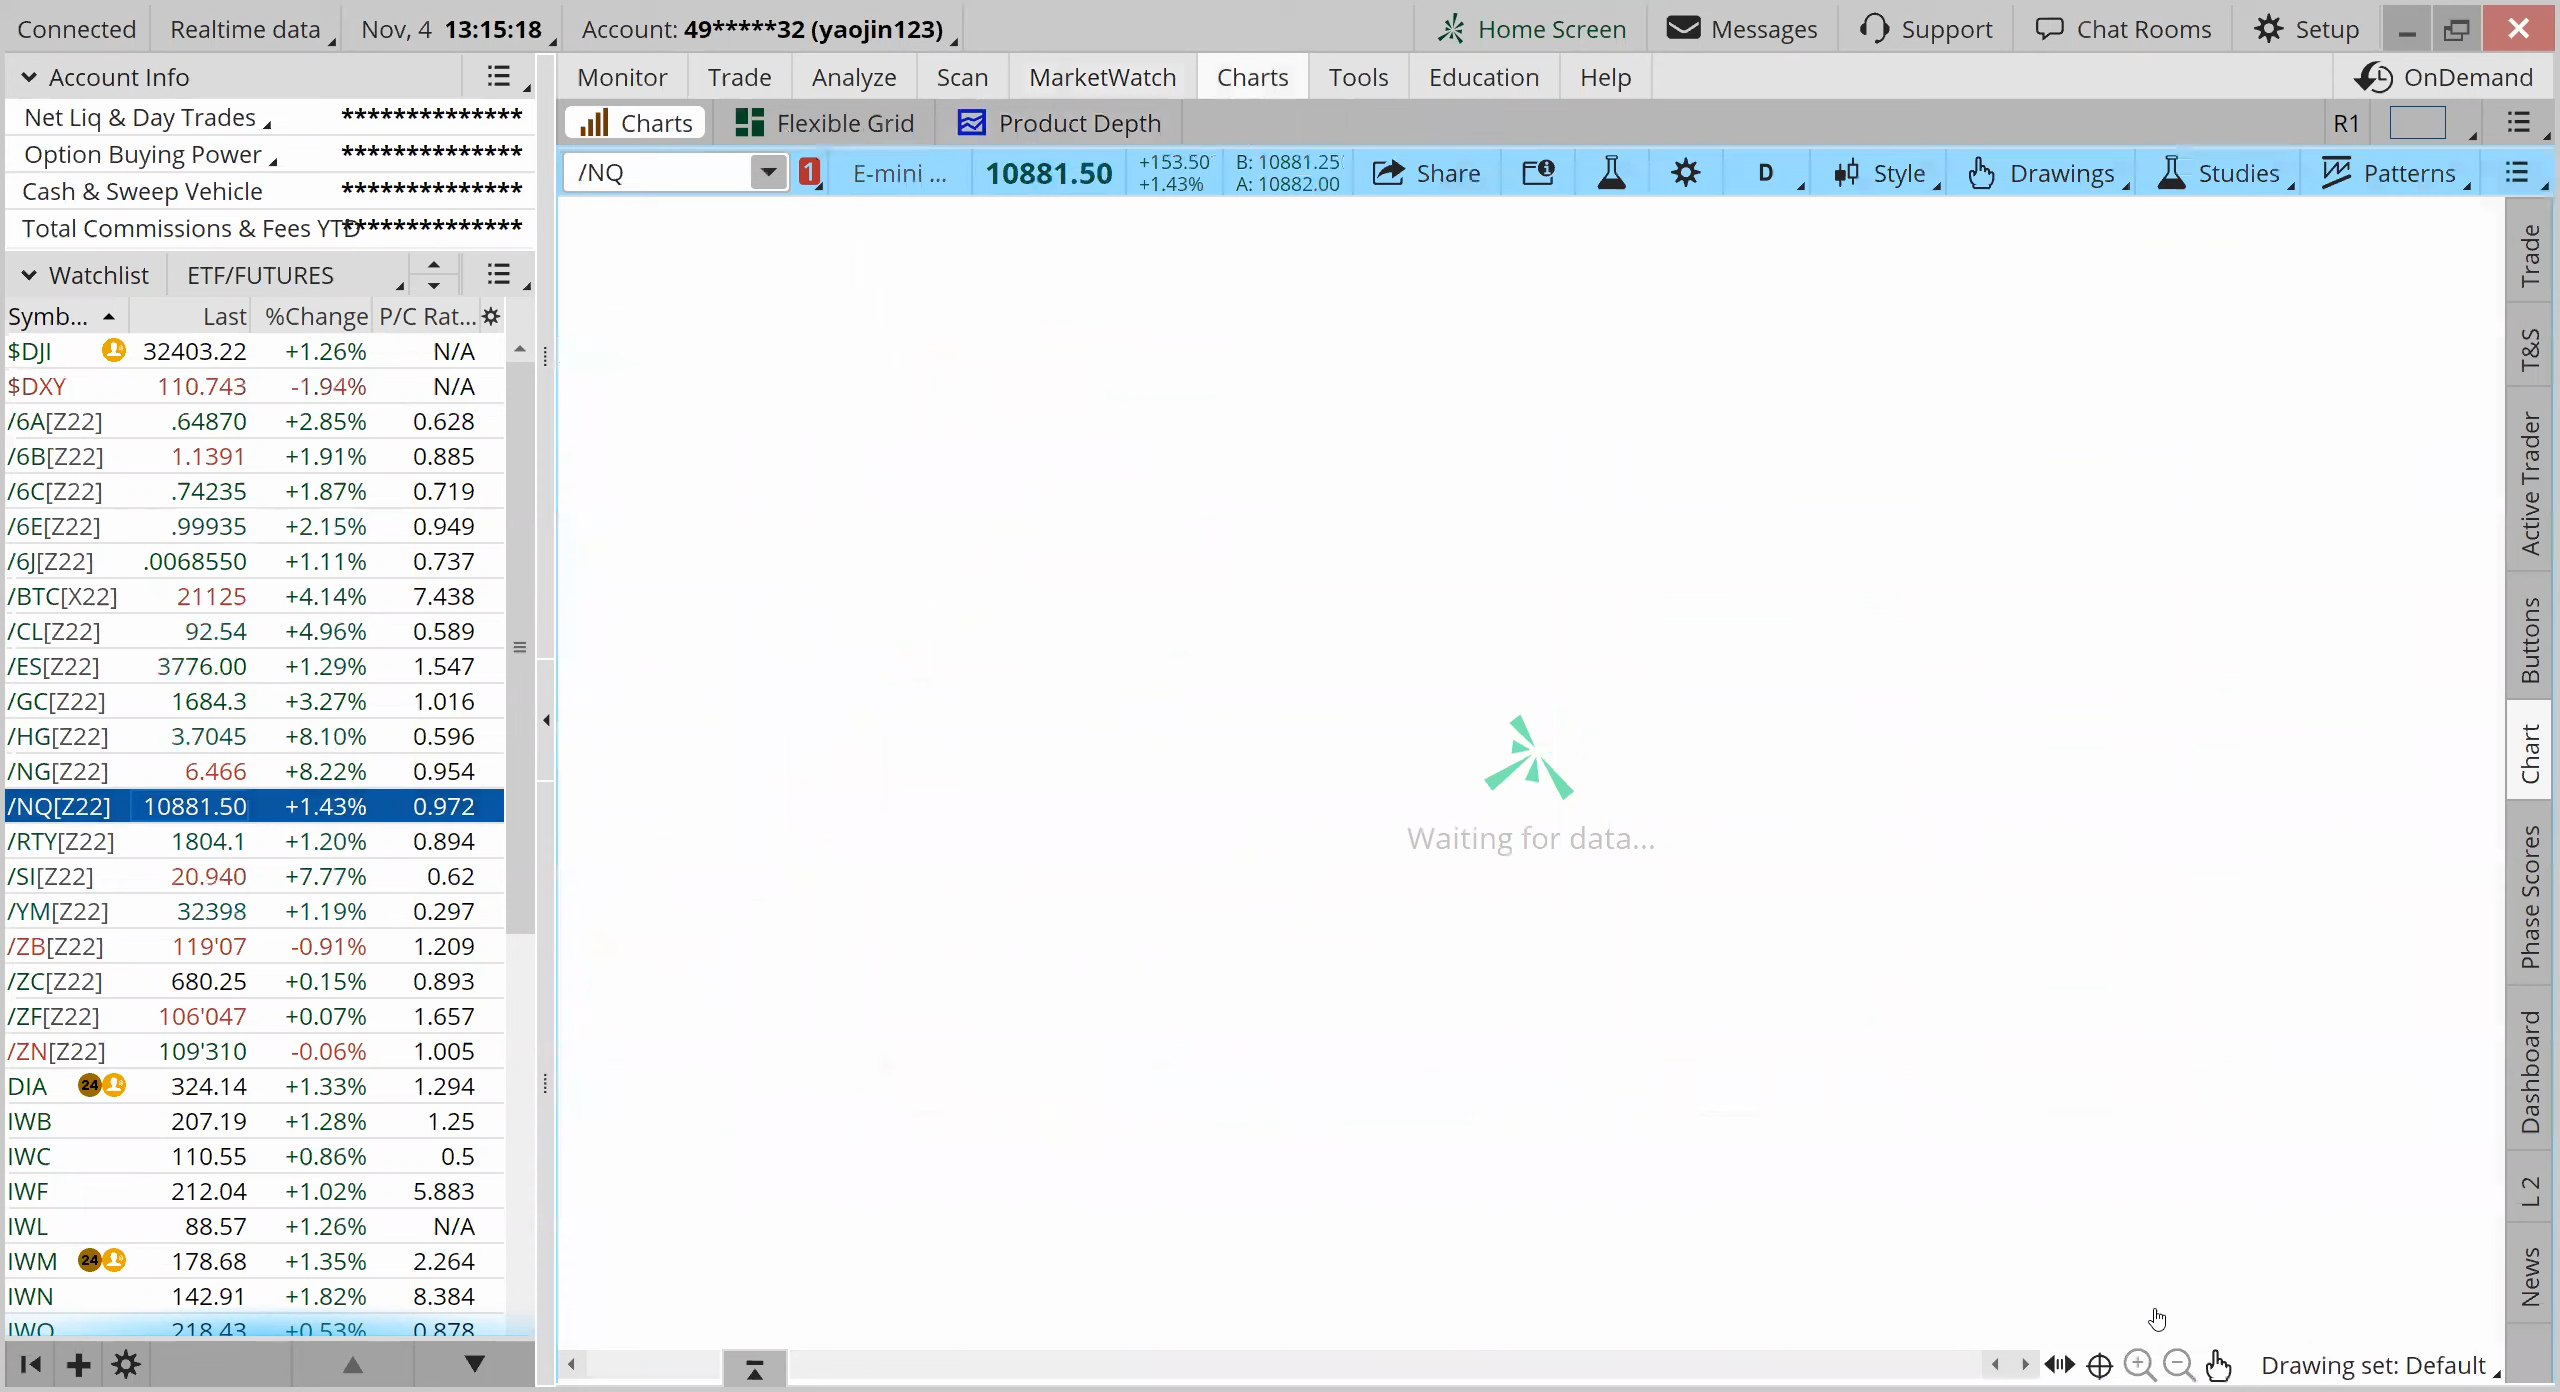 Connected Realtime data Nov, 4 13:15:18 Account: 49*****32 (yaojin123) Home Screen Messages Support Chat Rooms Setup
Account Info
Monitor Trade Analyze Scan MarketWatch Charts Tools Education Help OnDemand
Net Liq & Day Trades **************
Charts Flexible Grid Product Depth R1
Option Buying Power **************
/NQ 1 E-mini ... 10881.50 +153.50 +1.43% B: 10881.25 A: 10882.00 Share D Style Drawings Studies Patterns
Cash & Sweep Vehicle **************
Total Commissions & Fees YTD **************
Watchlist ETF/FUTURES
Symb... Last %Change P/C Rat...
$DJI 32403.22 +1.26% N/A
$DXY 110.743 -1.94% N/A
/6A[Z22] .64870 +2.85% 0.628
/6B[Z22] 1.1391 +1.91% 0.885
/6C[Z22] .74235 +1.87% 0.719
/6E[Z22] .99935 +2.15% 0.949
/6J[Z22] .0068550 +1.11% 0.737
/BTC[X22] 21125 +4.14% 7.438
/CL[Z22] 92.54 +4.96% 0.589
/ES[Z22] 3776.00 +1.29% 1.547
/GC[Z22] 1684.3 +3.27% 1.016
/HG[Z22] 3.7045 +8.10% 0.596
/NG[Z22] 6.466 +8.22% 0.954
/NQ[Z22] 10881.50 +1.43% 0.972
/RTY[Z22] 1804.1 +1.20% 0.894
/SI[Z22] 20.940 +7.77% 0.62
/YM[Z22] 32398 +1.19% 0.297
/ZB[Z22] 119'07 -0.91% 1.209
/ZC[Z22] 680.25 +0.15% 0.893
/ZF[Z22] 106'047 +0.07% 1.657
/ZN[Z22] 109'310 -0.06% 1.005
DIA 24 324.14 +1.33% 1.294
IWB 207.19 +1.28% 1.25
IWC 110.55 +0.86% 0.5
IWF 212.04 +1.02% 5.883
IWL 88.57 +1.26% N/A
IWM 24 178.68 +1.35% 2.264
IWN 142.91 +1.82% 8.384
IWO 218.43 +0.53% 0.878
Waiting for data...
Trade
T&S
Active Trader
Buttons
Chart
Phase Scores
Dashboard
L 2
News
Drawing set: Default